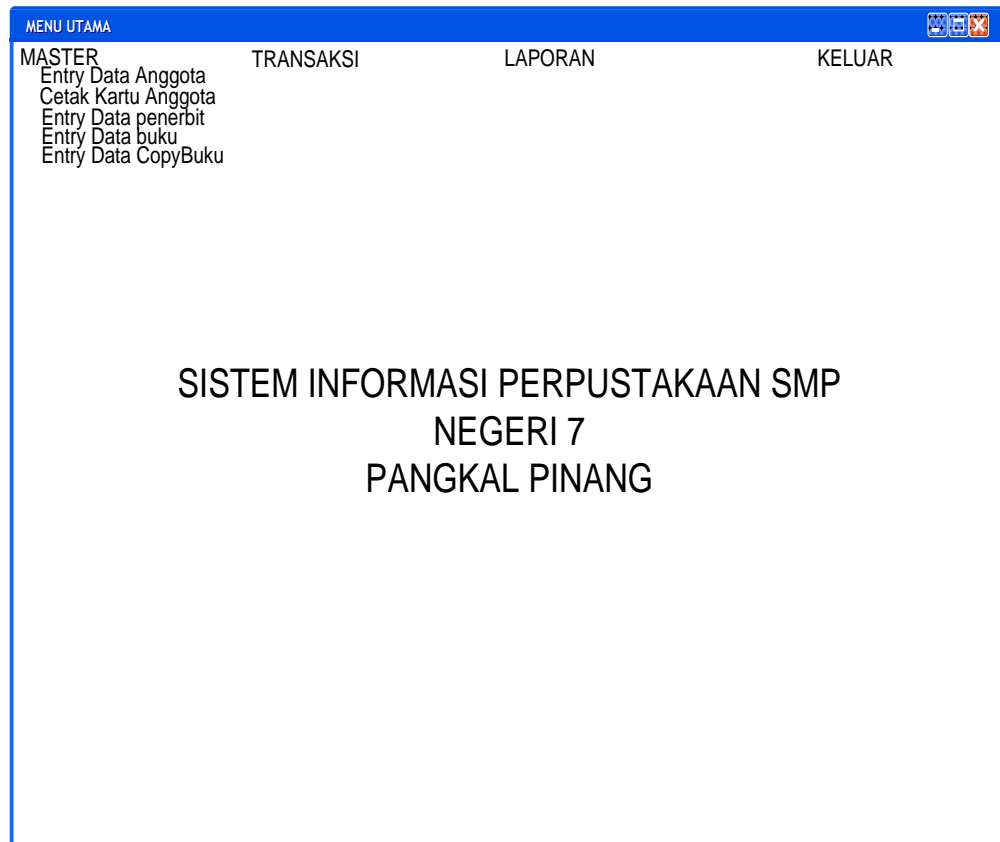 MENU UTAMA
MASTER TRANSAKSI LAPORAN KELUAR
Entry Data Anggota
Cetak Kartu Anggota
Entry Data penerbit
Entry Data buku
Entry Data CopyBuku
SISTEM INFORMASI PERPUSTAKAAN SMP
NEGERI 7
PANGKAL PINANG